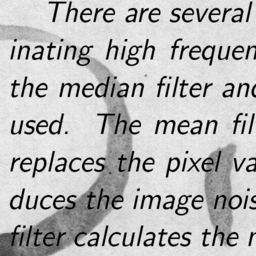 There are several
inating high frequen
the median filter and
used. The mean fil
replaces the pixel va
duces the image nois
filter calculates the